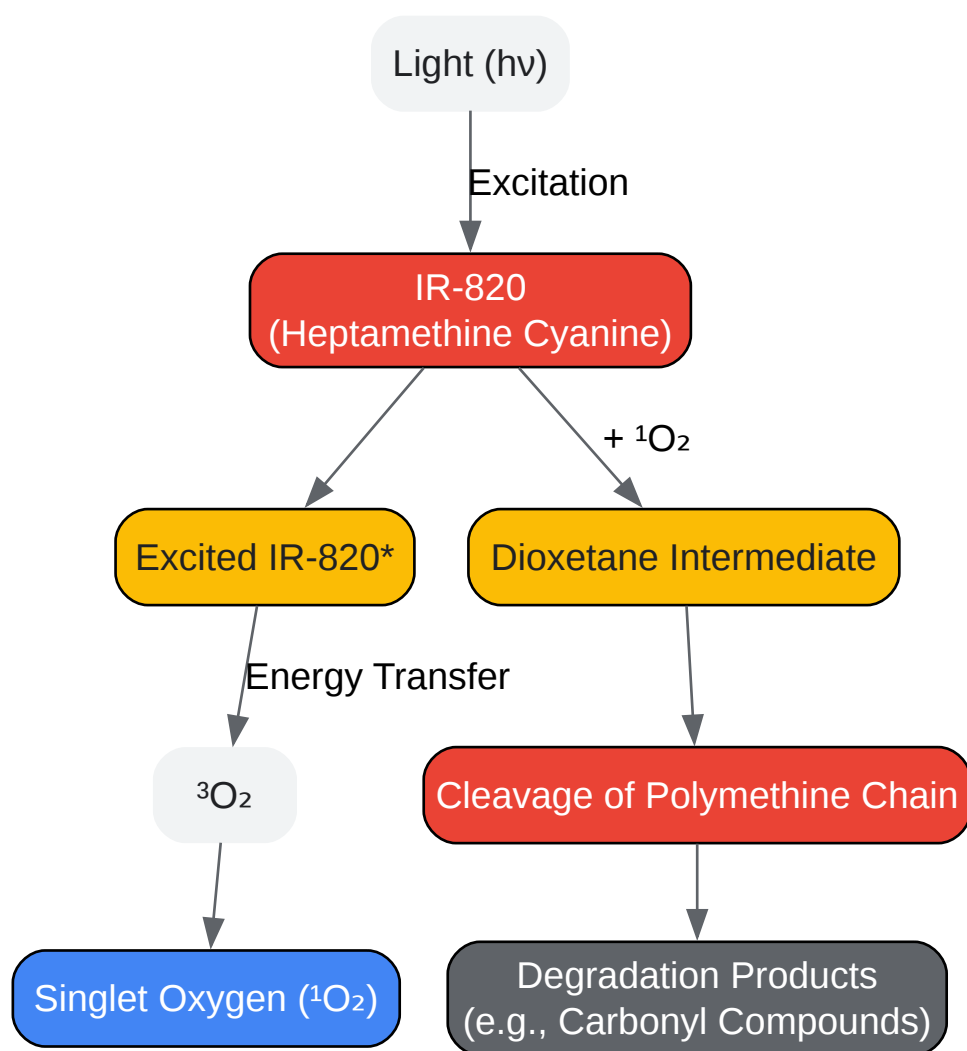 Light (hν)
Excitation
IR-820
(Heptamethine Cyanine)
+ ¹O₂
Excited IR-820*
Dioxetane Intermediate
Energy Transfer
³O₂
Cleavage of Polymethine Chain
Singlet Oxygen (¹O₂)
Degradation Products
(e.g., Carbonyl Compounds)